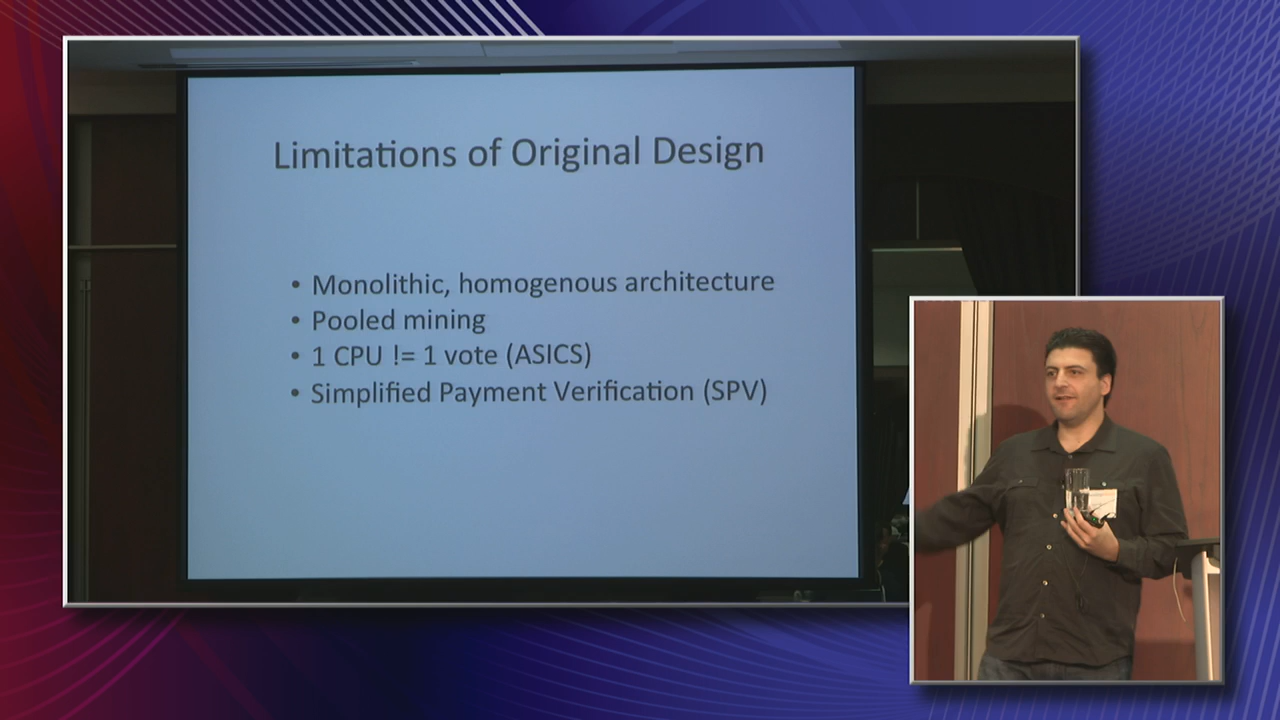 Limitations of Original Design
• Monolithic, homogenous architecture
• Pooled mining
• 1 CPU != 1 vote (ASICS)
• Simplified Payment Verification (SPV)